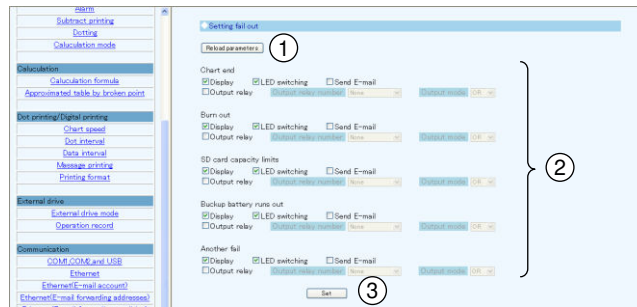 Alarm
Subtract printing
Dotting
Caluculation mode
Caluculation
Caluculation formula
Approximated table by broken point
Dot printing/Digital printing
Chart speed
Dot interval
Data interval
Message printing
Printing format
External drive
External drive mode
Operation record
Communication
COM1,COM2,and USB
Ethernet
Ethernet(E-mail account)
Ethernet(E-mail forwarding addresses)
Setting fail out
Reload parameters
1
Chart end
Display LED switching Send E-mail
Output relay Output relay number None Output mode OR
Burn out
Display LED switching Send E-mail
Output relay Output relay number None Output mode OR
SD card capacity limits
Display LED switching Send E-mail
Output relay Output relay number None Output mode OR
Buckup battery runs out
Display LED switching Send E-mail
Output relay Output relay number None Output mode OR
Another fail
Display LED switching Send E-mail
Output relay Output relay number None Output mode OR
2
Set
3